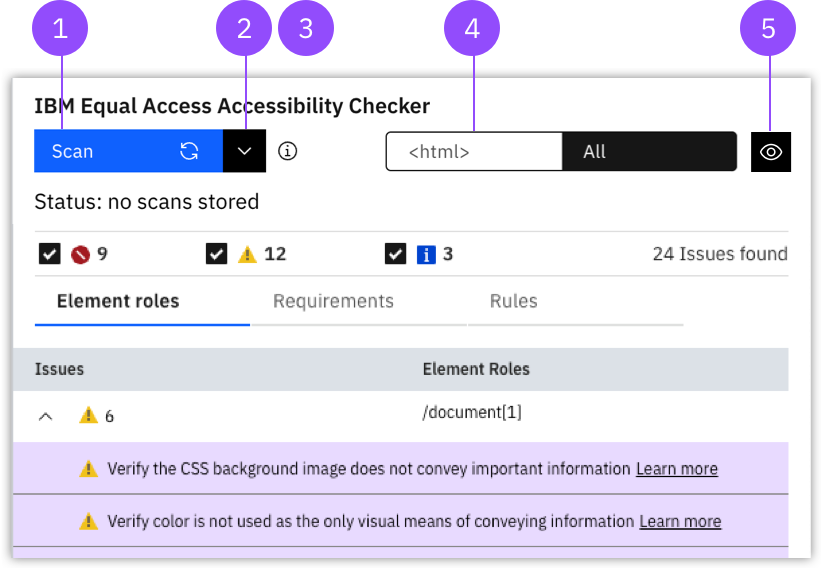 1 2 3 4 5
IBM Equal Access Accessibility Checker
Scan <html> All
Status: no scans stored
9 12 3 24 Issues found
Element roles Requirements Rules
Issues Element Roles
6 /document[1]
Verify the CSS background image does not convey important information Learn more
Verify color is not used as the only visual means of conveying information Learn more